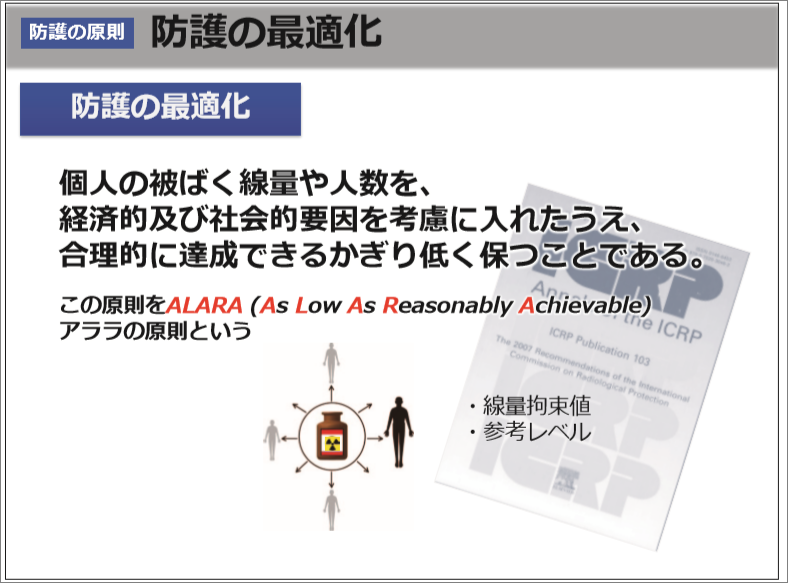 防護の原則
防護の最適化
防護の最適化
個人の被ばく線量や人数を、
経済的及び社会的要因を考慮に入れたうえ、
合理的に達成できるかぎり低く保つことである。
この原則をALARA (As Low As Reasonably Achievable)
アララの原則という
ICRP
Annals of the ICRP
ICRP Publication 103
The 2007 Recommendations of the International
Commission on Radiological Protection
・線量拘束値
・参考レベル
ICRP
ICRP